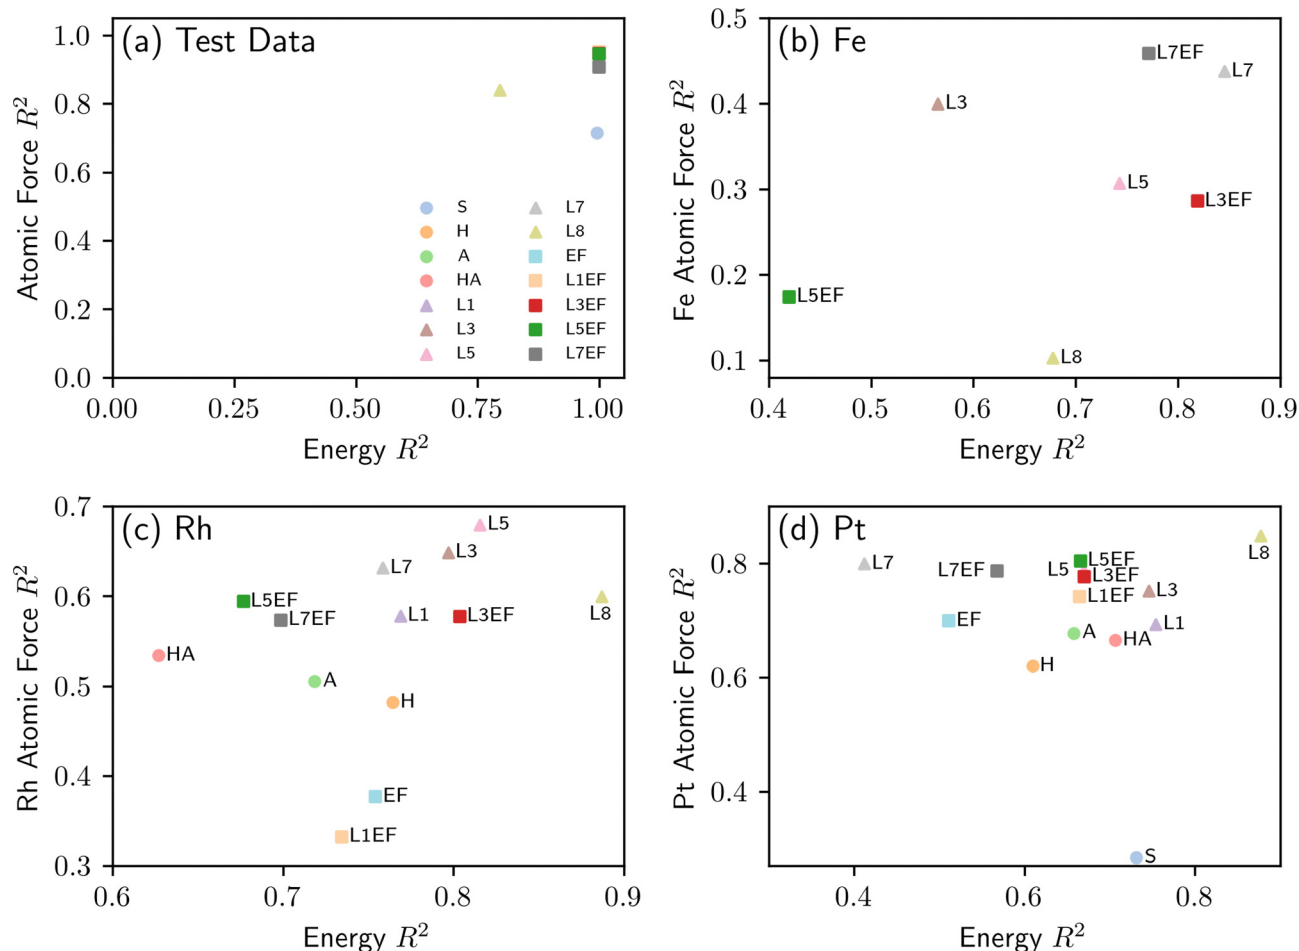 (a) Test Data
Atomic Force R²
1.0
0.8
0.6
0.4
0.2
0.0
S
H
A
HA
L1
L3
L5
L7
L8
EF
L1EF
L3EF
L5EF
L7EF
0.00 0.25 0.50 0.75 1.00
Energy R²
(b) Fe
Fe Atomic Force R²
0.5
0.4
0.3
0.2
0.1
L7EF
L7
L3
L5
L3EF
L5EF
L8
0.4 0.5 0.6 0.7 0.8 0.9
Energy R²
(c) Rh
Rh Atomic Force R²
0.7
0.6
0.5
0.4
0.3
L5
L3
L7
L5EF
L7EF
L1
L3EF
L8
HA
A
H
EF
L1EF
0.6 0.7 0.8 0.9
Energy R²
(d) Pt
Pt Atomic Force R²
0.8
0.6
0.4
L8
L7
L7EF
L5
L5EF
L3EF
L1EF
L3
EF
A
HA
L1
H
S
0.4 0.6 0.8
Energy R²